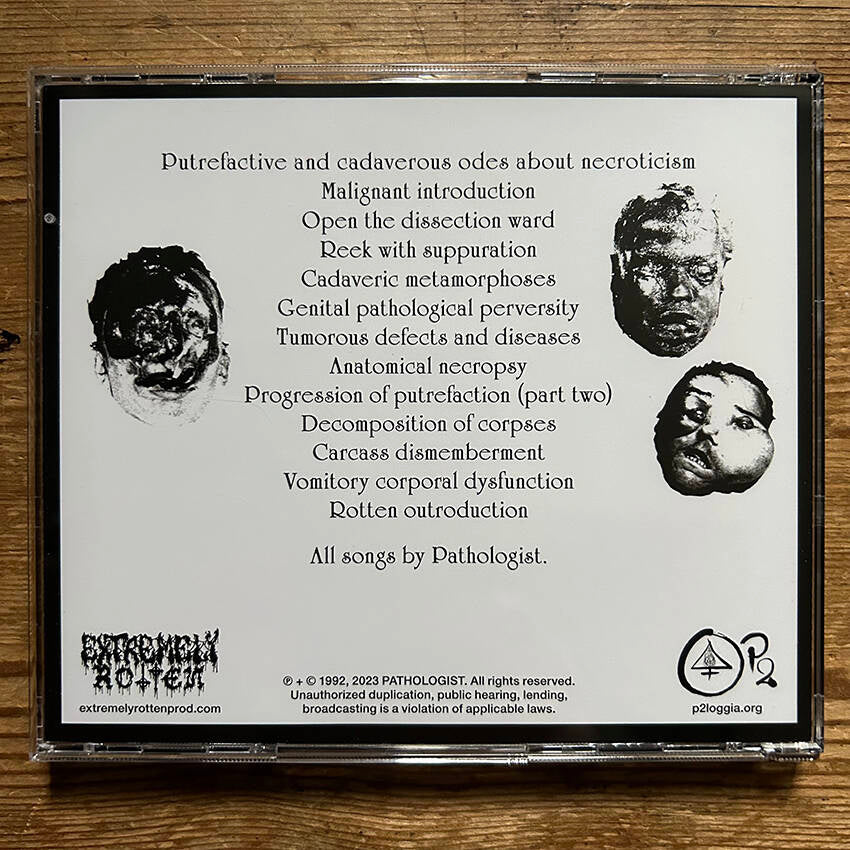 Putrefactive and cadaverous odes about necroticism
Malignant introduction
Open the dissection ward
Reek with suppuration
Cadaveric metamorphoses
Genital pathological perversity
Tumorous defects and diseases
Anatomical necropsy
Progression of putrefaction (part two)
Decomposition of corpses
Carcass dismemberment
Vomitory corporal dysfunction
Rotten outroduction
All songs by Pathologist.
EXTREMELY
ROTTEN
extremelyrottenprod.com
℗ + © 1992, 2023 PATHOLOGIST. All rights reserved.
Unauthorized duplication, public hearing, lending,
broadcasting is a violation of applicable laws.
P2
p2loggia.org